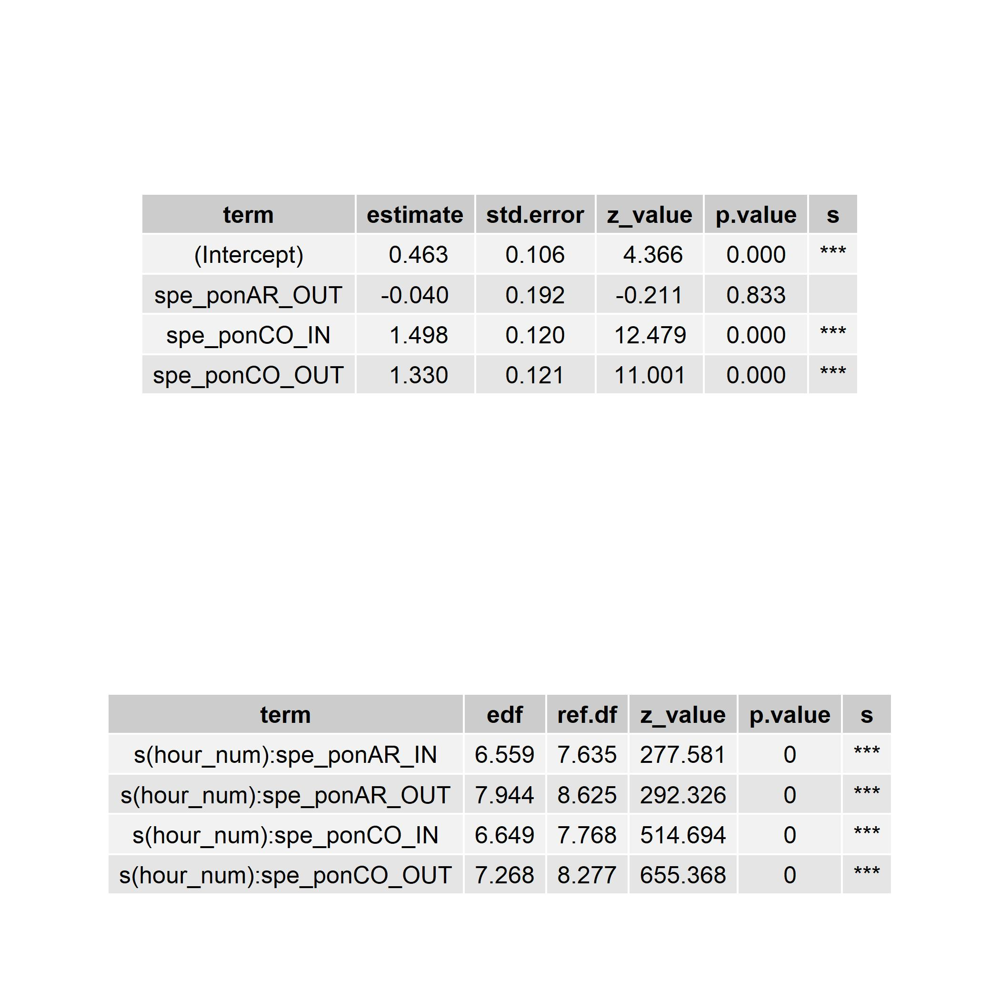 term estimate std.error z_value p.value s
(Intercept) 0.463 0.106 4.366 0.000 ***
spe_ponAR_OUT -0.040 0.192 -0.211 0.833
spe_ponCO_IN 1.498 0.120 12.479 0.000 ***
spe_ponCO_OUT 1.330 0.121 11.001 0.000 ***
term edf ref.df z_value p.value s
s(hour_num):spe_ponAR_IN 6.559 7.635 277.581 0 ***
s(hour_num):spe_ponAR_OUT 7.944 8.625 292.326 0 ***
s(hour_num):spe_ponCO_IN 6.649 7.768 514.694 0 ***
s(hour_num):spe_ponCO_OUT 7.268 8.277 655.368 0 ***